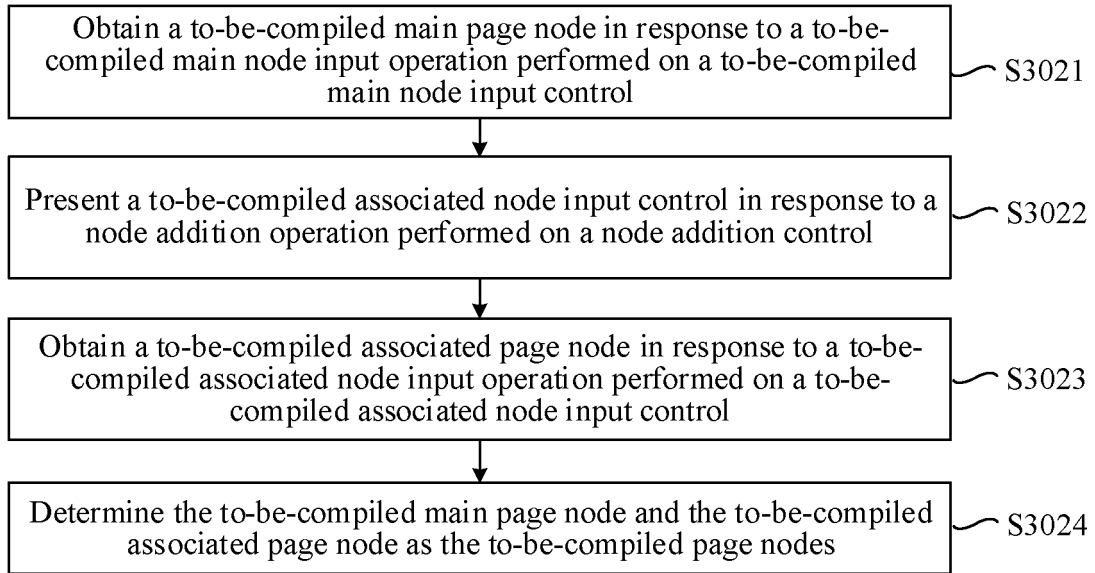 Obtain a to-be-compiled main page node in response to a to-be-
compiled main node input operation performed on a to-be-compiled
main node input control
S3021
Present a to-be-compiled associated node input control in response to a
node addition operation performed on a node addition control
S3022
Obtain a to-be-compiled associated page node in response to a to-be-
compiled associated node input operation performed on a to-be-
compiled associated node input control
S3023
Determine the to-be-compiled main page node and the to-be-compiled
associated page node as the to-be-compiled page nodes
S3024